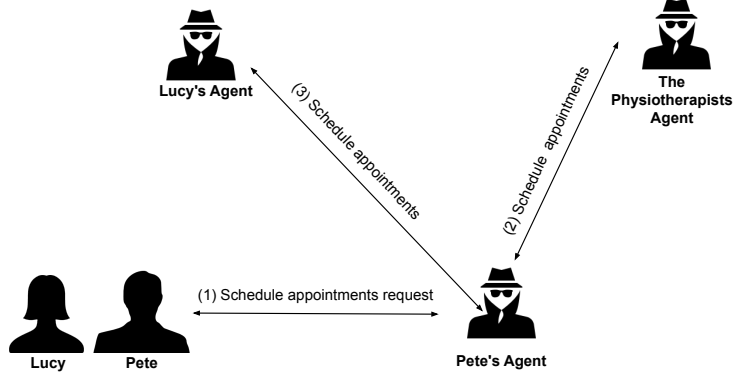 Lucy's Agent
The
Physiotherapists
Agent
(3) Schedule appointments
(2) Schedule appointments
(1) Schedule appointments request
Lucy
Pete
Pete's Agent